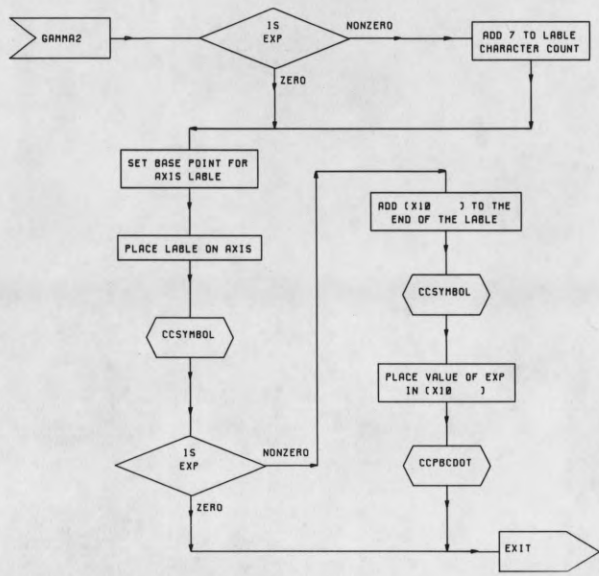 GAMMA2
IS
EXP
NONZERO
ADD 7 TO LABLE
CHARACTER COUNT
ZERO
SET BASE POINT FOR
AXIS LABLE
PLACE LABLE ON AXIS
CCSYMBOL
IS
EXP
NONZERO
ZERO
ADD (X10 ) TO THE
END OF THE LABLE
CCSYMBOL
PLACE VALUE OF EXP
IN (X10 )
CCPBCDOT
EXIT